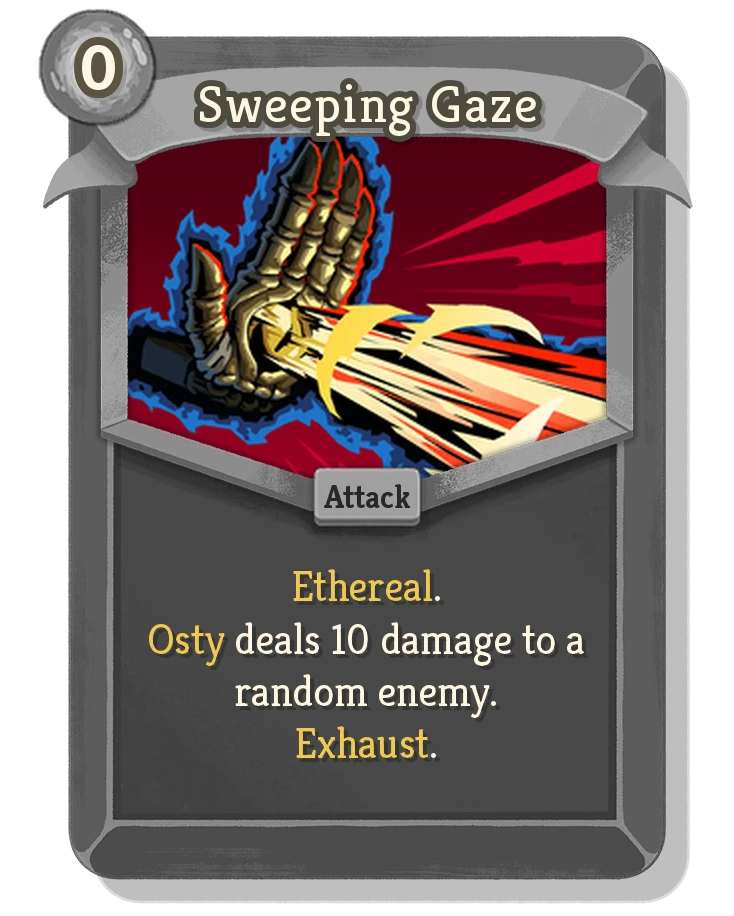 0
Sweeping Gaze
Attack
Ethereal.
Osty deals 10 damage to a
random enemy.
Exhaust.